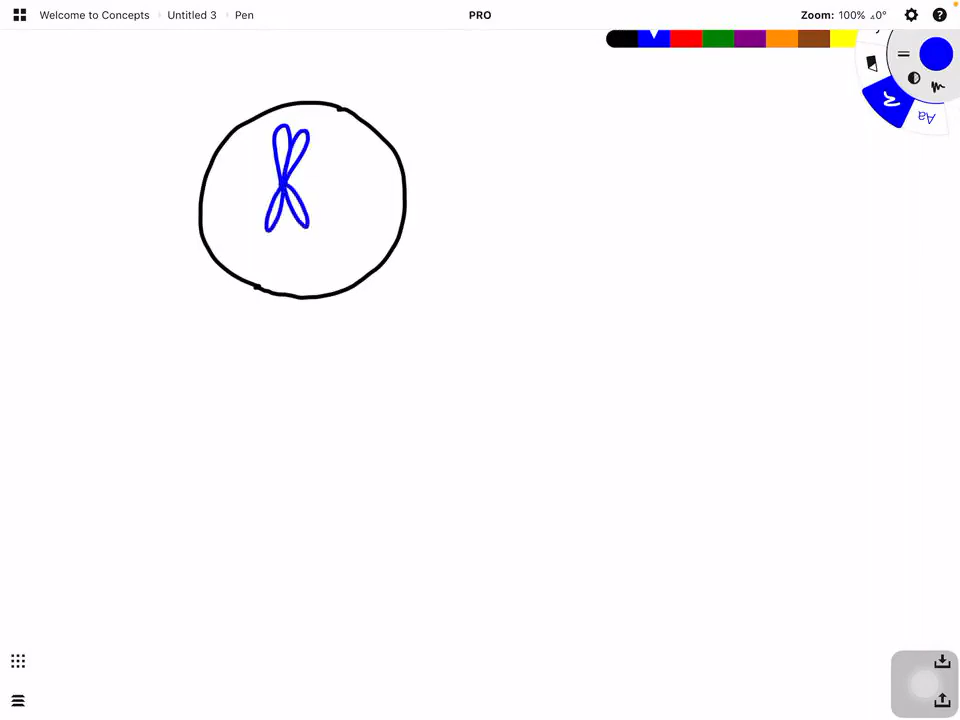 Welcome to Concepts › Untitled 3 › Pen PRO Zoom: 100% 0°
Aa